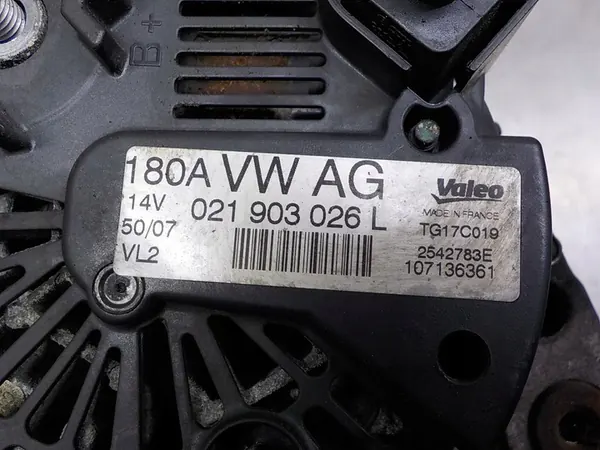 B+
180A VW AG
14V 021 903 026 L
50/07
VL2
Valeo
MADE IN FRANCE
TG17C019
2542783E
107136361